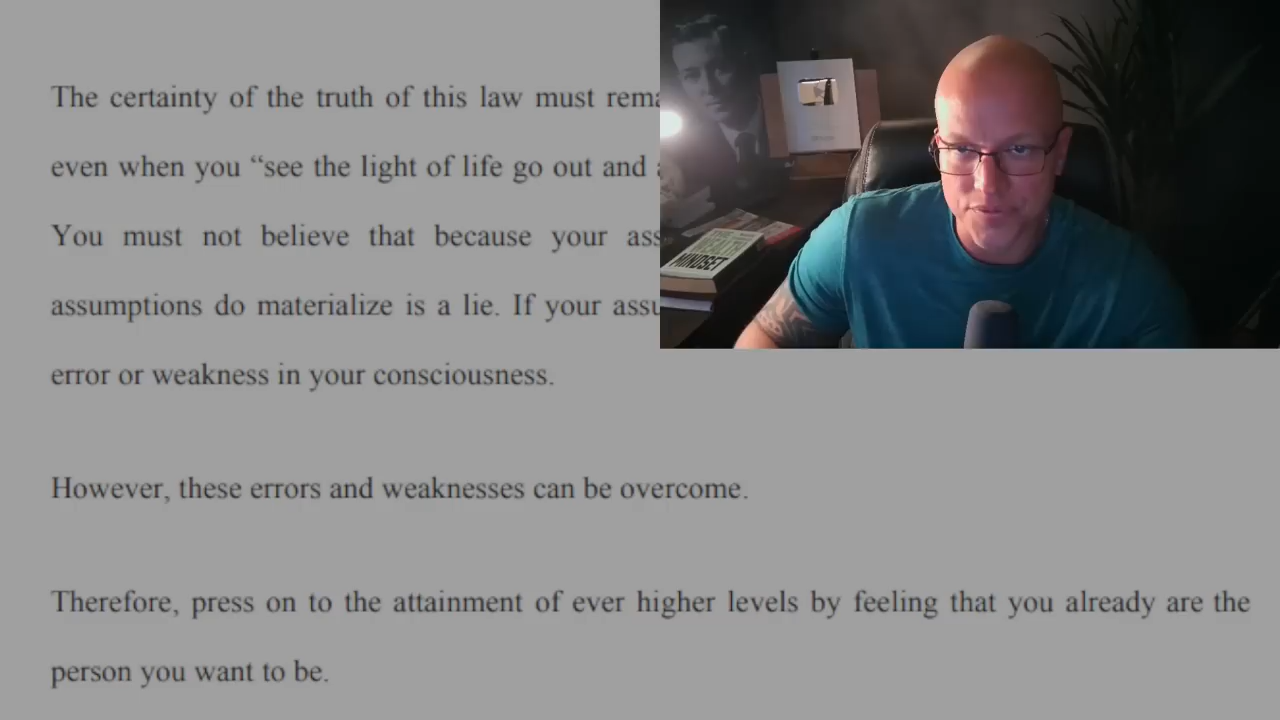 The certainty of the truth of this law must
even when you “see the light of life go out and
You must not believe that because your
assumptions do materialize is a lie. If your
error or weakness in your consciousness.
However, these errors and weaknesses can be overcome.
Therefore, press on to the attainment of ever higher levels by feeling that you already are the
person you want to be.
MINDSET